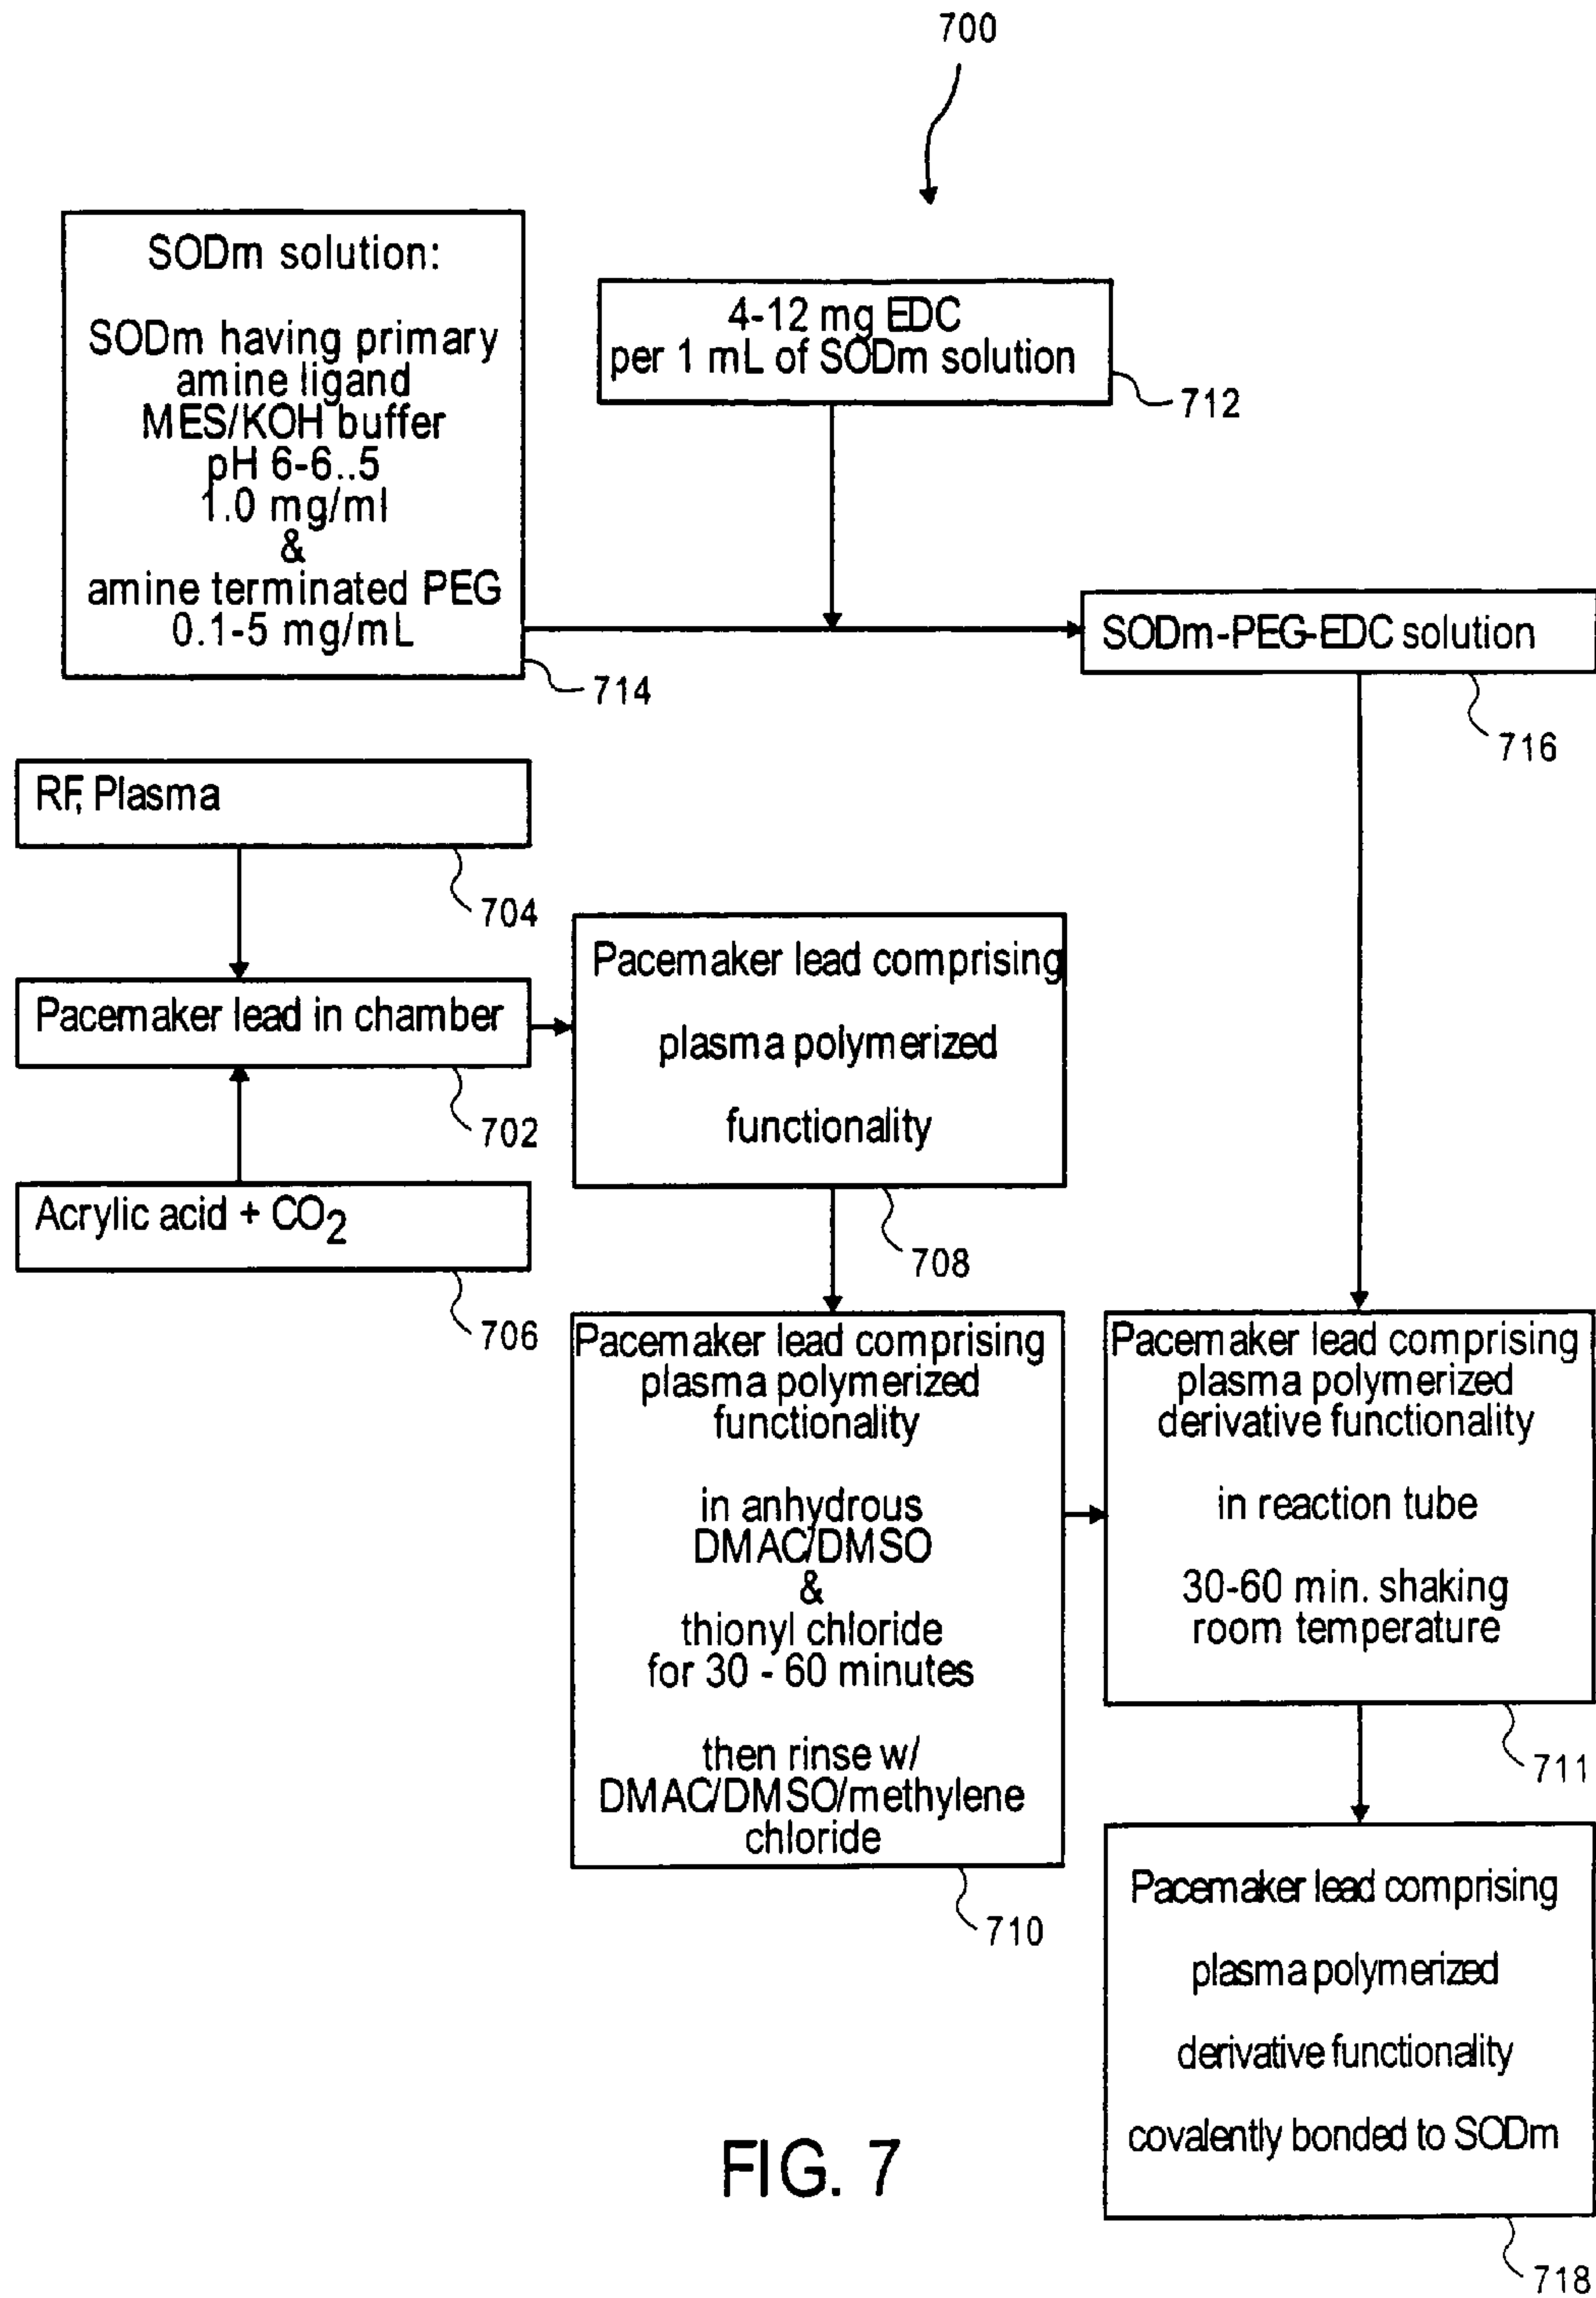 700
SODm solution:
SODm having primary
amine ligand
MES/KOH buffer
pH 6-6..5
1.0 mg/ml
&
amine terminated PEG
0.1-5 mg/mL
714
4-12 mg EDC
per 1 mL of SODm solution
712
SODm-PEG-EDC solution
716
RF, Plasma
704
Pacemaker lead in chamber
702
Acrylic acid + CO2
706
Pacemaker lead comprising
plasma polymerized
functionality
708
Pacemaker lead comprising
plasma polymerized
functionality
in anhydrous
DMAC/DMSO
&
thionyl chloride
for 30 - 60 minutes
then rinse w/
DMAC/DMSO/methylene
chloride
710
Pacemaker lead comprising
plasma polymerized
derivative functionality
in reaction tube
30-60 min. shaking
room temperature
711
Pacemaker lead comprising
plasma polymerized
derivative functionality
covalently bonded to SODm
718
FIG. 7